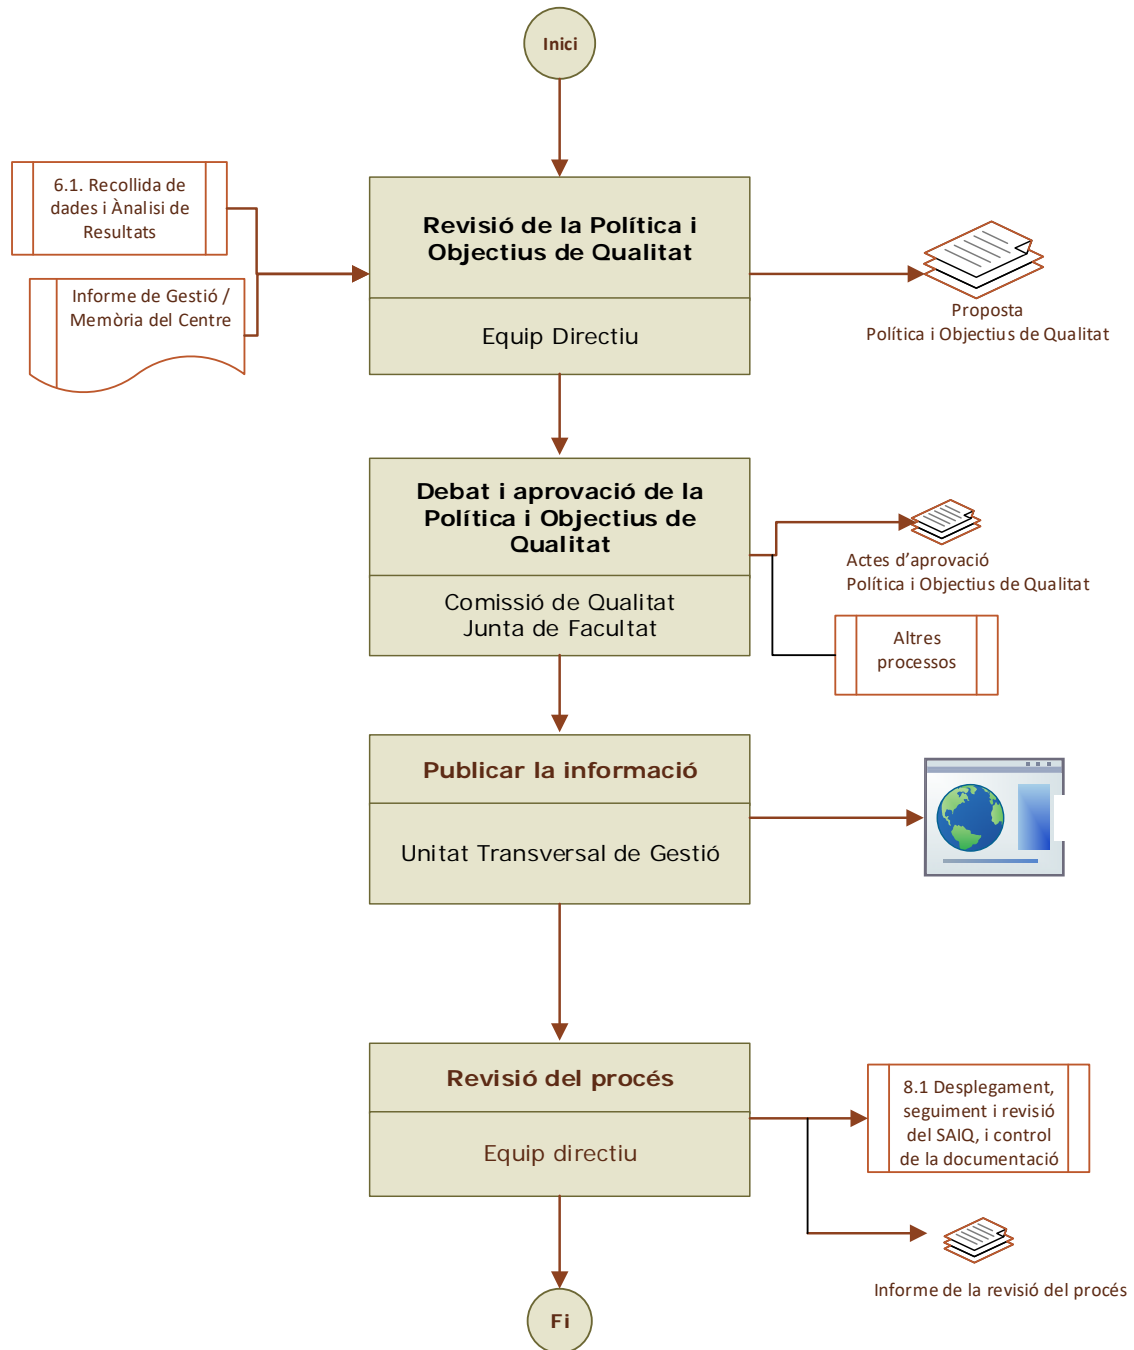 Inici
6.1. Recollida de
dades i Ànalisi de
Resultats
Informe de Gestió /
Memòria del Centre
Revisió de la Política i
Objectius de Qualitat
Equip Directiu
Proposta
Política i Objectius de Qualitat
Debat i aprovació de la
Política i Objectius de
Qualitat
Comissió de Qualitat
Junta de Facultat
Actes d’aprovació
Política i Objectius de Qualitat
Altres
processos
Publicar la informació
Unitat Transversal de Gestió
Revisió del procés
Equip directiu
8.1 Desplegament,
seguiment i revisió
del SAIQ, i control
de la documentació
Informe de la revisió del procés
Fi